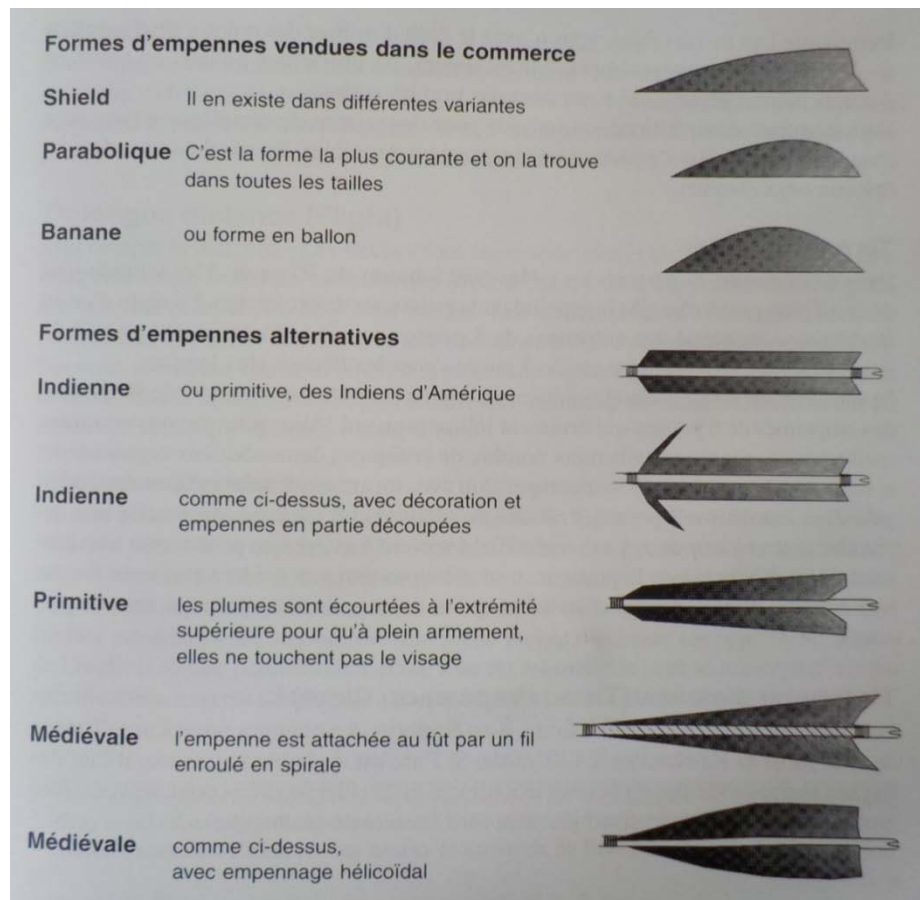 Formes d'empennes vendues dans le commerce
Shield Il en existe dans différentes variantes
Parabolique C'est la forme la plus courante et on la trouve
dans toutes les tailles
Banane ou forme en ballon
Formes d'empennes alternatives
Indienne ou primitive, des Indiens d'Amérique
Indienne comme ci-dessus, avec décoration et
empennes en partie découpées
Primitive les plumes sont écourtées à l'extrémité
supérieure pour qu'à plein armement,
elles ne touchent pas le visage
Médiévale l'empenne est attachée au fût par un fil
enroulé en spirale
Médiévale comme ci-dessus,
avec empennage hélicoïdal